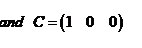 and C = (1 0 0)